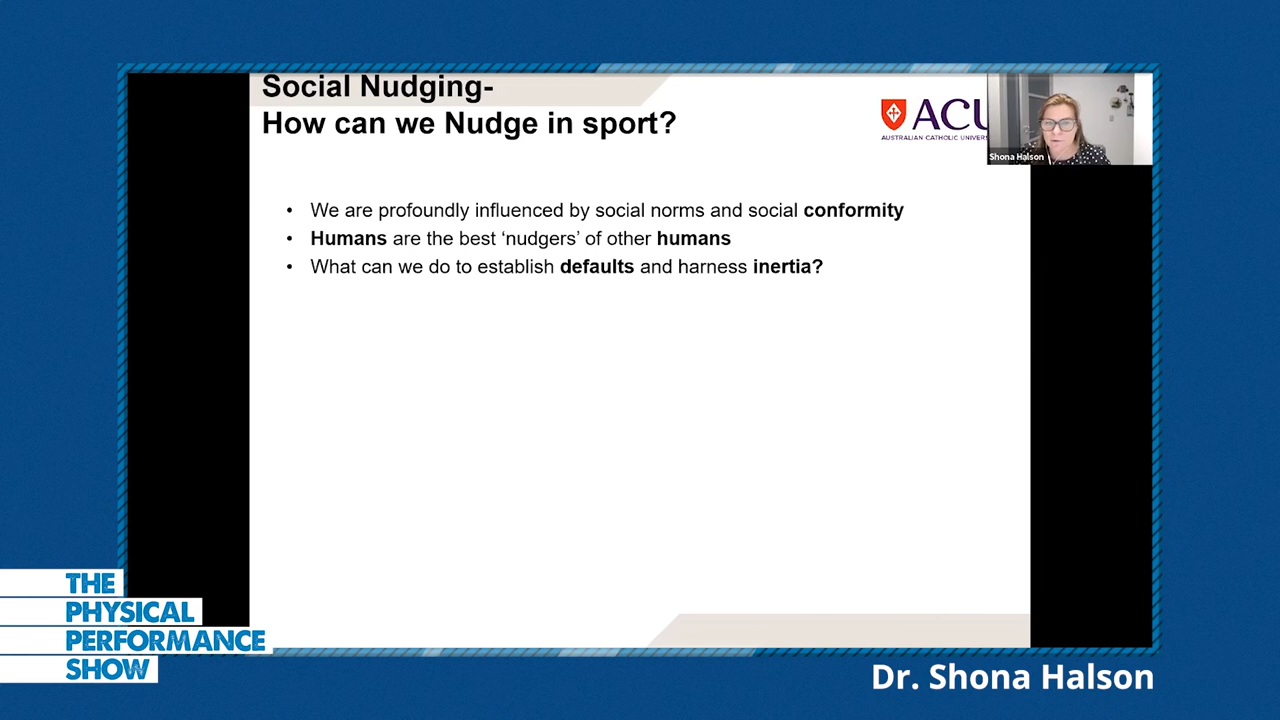 Social Nudging-
How can we Nudge in sport?
ACU
AUSTRALIAN CATHOLIC UNIVERS
Shona Halson
• We are profoundly influenced by social norms and social conformity
• Humans are the best ‘nudgers’ of other humans
• What can we do to establish defaults and harness inertia?
THE
PHYSICAL
PERFORMANCE
SHOW
Dr. Shona Halson